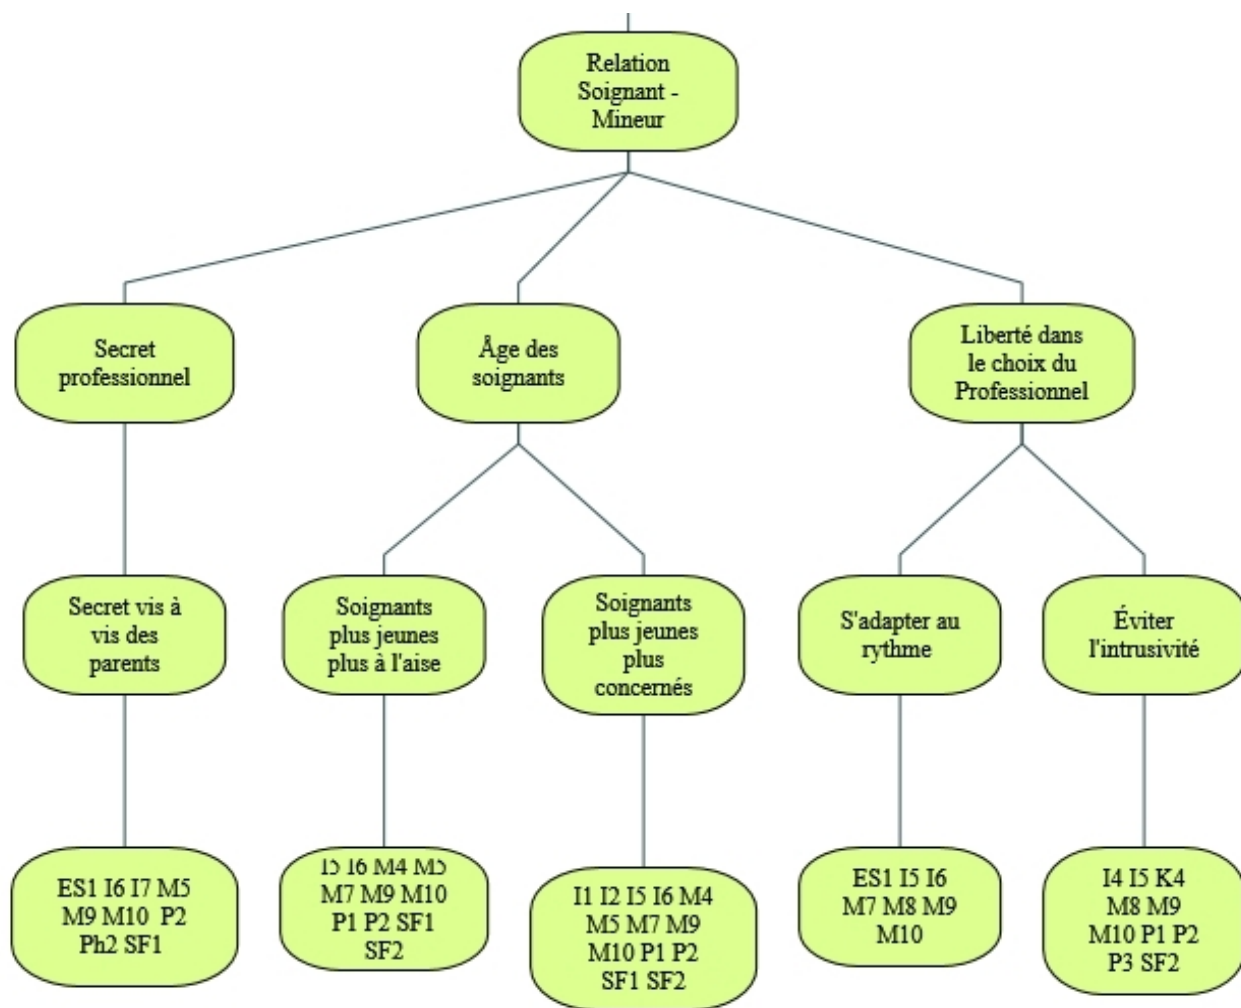 Relation
Soignant -
Mineur
Secret
professionnel
Âge des
soignants
Liberté dans
le choix du
Professionnel
Secret vis à
vis des
parents
Soignants
plus jeunes
plus à l'aise
Soignants
plus jeunes
plus
concernés
S'adapter au
rythme
Éviter
l'intrusivité
ES1 I6 I7 M5
M9 M10 P2
Ph2 SF1
I5 I6 M4 M5
M7 M9 M10
P1 P2 SF1
SF2
I1 I2 I5 I6 M4
M5 M7 M9
M10 P1 P2
SF1 SF2
ES1 I5 I6
M7 M8 M9
M10
I4 I5 K4
M8 M9
M10 P1 P2
P3 SF2